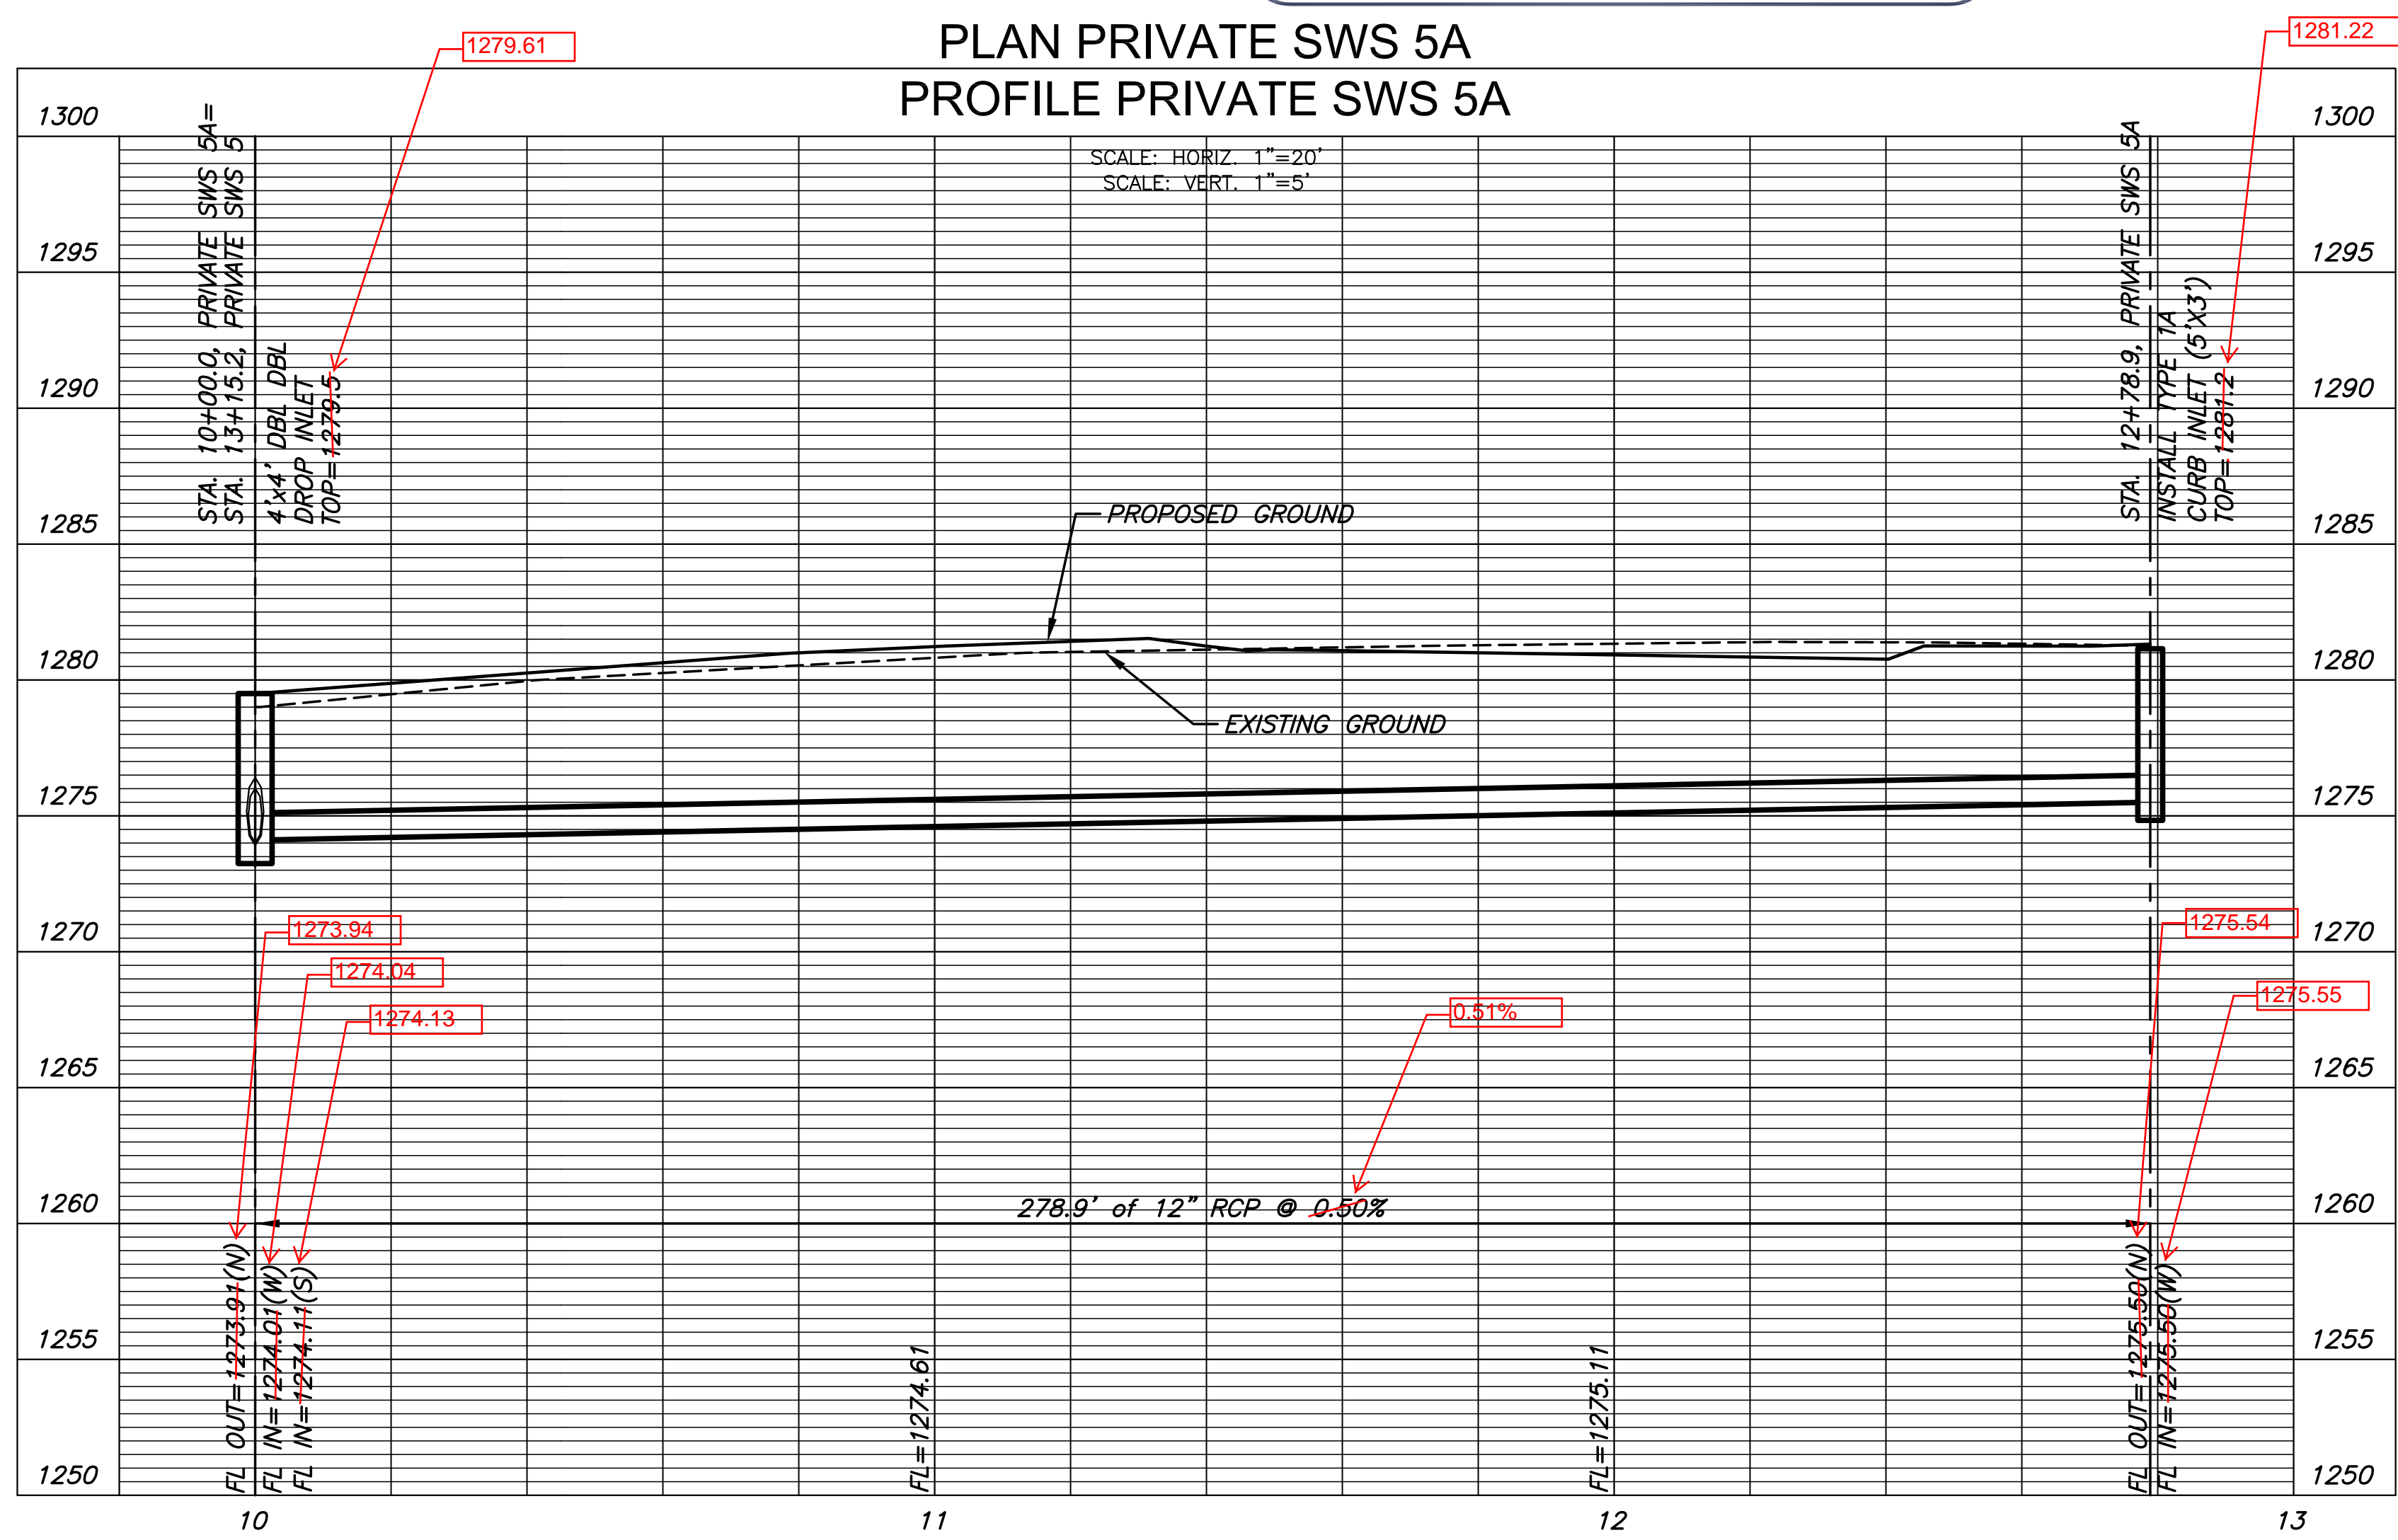 PLAN PRIVATE SWS 5A
1279.61
1281.22
PROFILE PRIVATE SWS 5A
1300
1300
SCALE: HORIZ. 1"=20'
SCALE: VERT. 1"=5'
STA. 10+00.0, PRIVATE SWS 5A=
STA. 13+15.2, PRIVATE SWS 5
4'x4' DBL DBL
DROP INLET
TOP=1279.5
STA. 12+78.9, PRIVATE SWS 5A
INSTALL TYPE 1A
CURB INLET (5'X3')
TOP=1281.2
1295
1295
1290
1290
1285
1285
PROPOSED GROUND
1280
1280
EXISTING GROUND
1275
1275
1270
1270
1273.94
1274.04
1274.13
0.51%
1275.54
1275.55
1265
1265
1260
1260
278.9' of 12" RCP @ 0.50%
FL OUT=1273.91(N)
FL IN=1274.01(W)
FL IN=1274.11(S)
FL=1274.61
FL=1275.11
FL OUT=1275.50(N)
FL IN=1275.50(W)
1255
1255
1250
1250
10
11
12
13